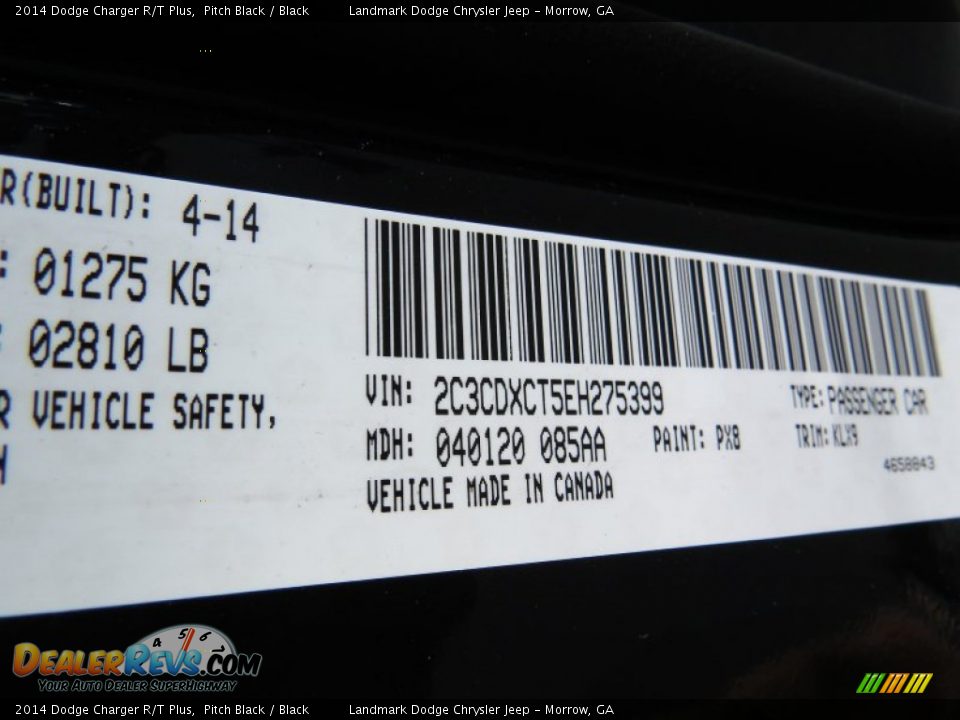 2014 Dodge Charger R/T Plus, Pitch Black / Black Landmark Dodge Chrysler Jeep - Morrow, GA
R(BUILT): 4-14
: 01275 KG
: 02810 LB
R VEHICLE SAFETY,
H
VIN: 2C3CDXCT5EH275399 TYPE: PASSENGER CAR
MDH: 040120 085AA PAINT: PX8 TRIM: KLX9
4658843
VEHICLE MADE IN CANADA
4 5 6
DEALERREVS.COM
YOUR AUTO DEALER SUPERHIGHWAY
2014 Dodge Charger R/T Plus, Pitch Black / Black Landmark Dodge Chrysler Jeep - Morrow, GA